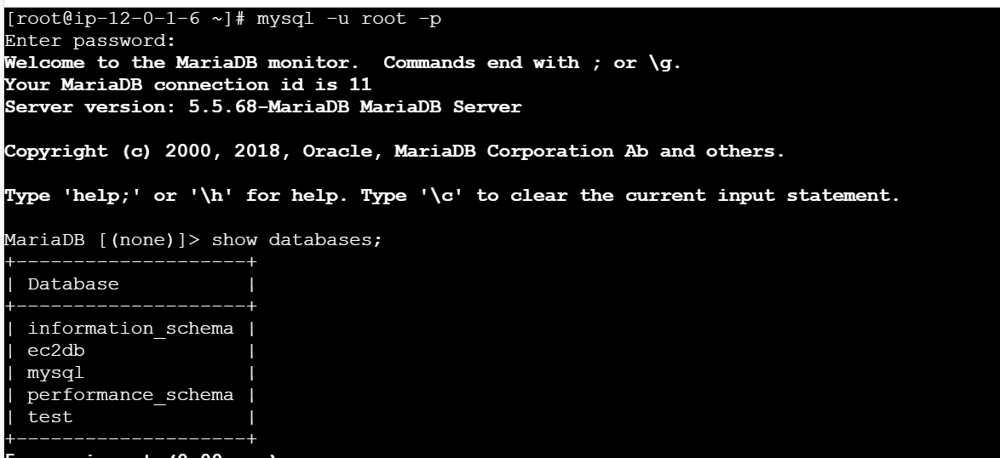 [root@ip-12-0-1-6 ~]# mysql -u root -p
Enter password:
Welcome to the MariaDB monitor.  Commands end with ; or \g.
Your MariaDB connection id is 11
Server version: 5.5.68-MariaDB MariaDB Server
Copyright (c) 2000, 2018, Oracle, MariaDB Corporation Ab and others.
Type 'help;' or '\h' for help. Type '\c' to clear the current input statement.
MariaDB [(none)]> show databases;
+--------------------+
| Database           |
+--------------------+
| information_schema |
| ec2db              |
| mysql              |
| performance_schema |
| test               |
+--------------------+